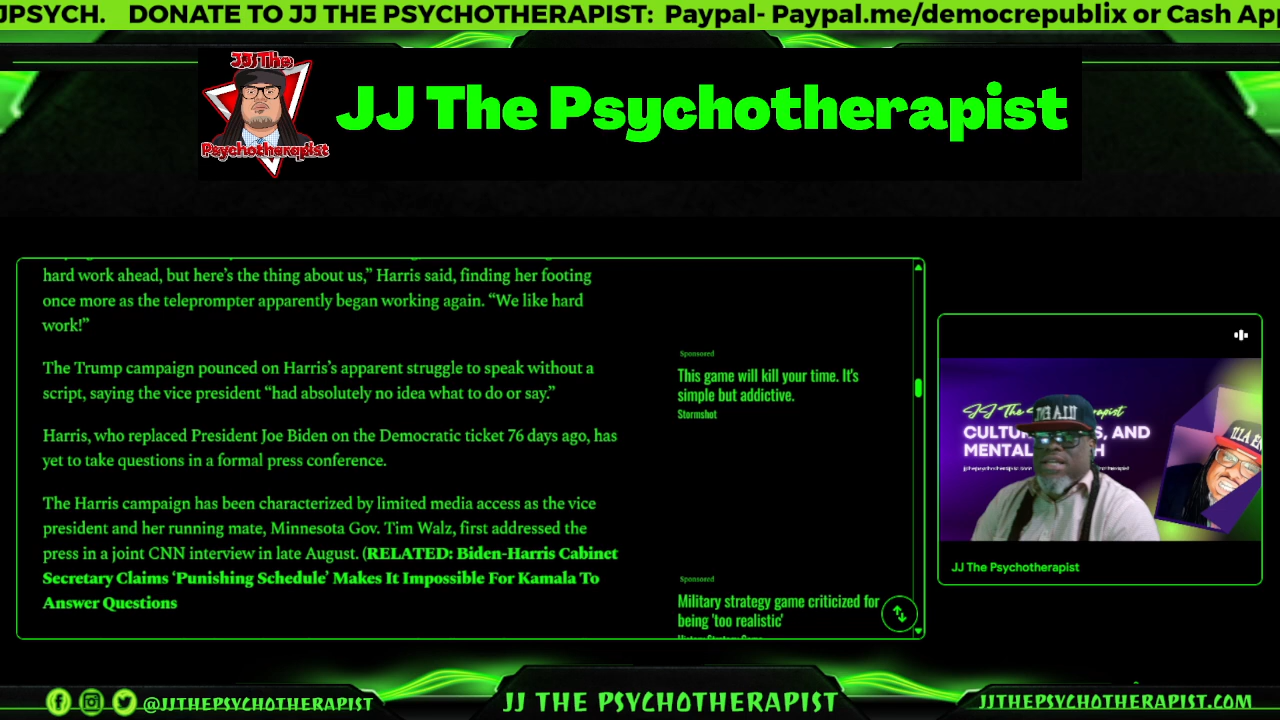 JPSYCH. DONATE TO JJ THE PSYCHOTHERAPIST: Paypal- Paypal.me/democrepublix or Cash Ap
JJ The
Psychotherapist
JJ The Psychotherapist
hard work ahead, but here’s the thing about us,” Harris said, finding her footing
once more as the teleprompter apparently began working again. “We like hard
work!”
The Trump campaign pounced on Harris’s apparent struggle to speak without a
script, saying the vice president “had absolutely no idea what to do or say.”
Harris, who replaced President Joe Biden on the Democratic ticket 76 days ago, has
yet to take questions in a formal press conference.
The Harris campaign has been characterized by limited media access as the vice
president and her running mate, Minnesota Gov. Tim Walz, first addressed the
press in a joint CNN interview in late August. (RELATED: Biden-Harris Cabinet
Secretary Claims ‘Punishing Schedule’ Makes It Impossible For Kamala To
Answer Questions
Sponsored
This game will kill your time. It's
simple but addictive.
Stormshot
Sponsored
Military strategy game criticized for
being 'too realistic'
JJ The
AND
MENTAL
JJ The Psychotherapist
@JJTHEPSYCHOTHERAPIST
JJ THE PSYCHOTHERAPIST
JJTHEPSYCHOTHERAPIST.COM